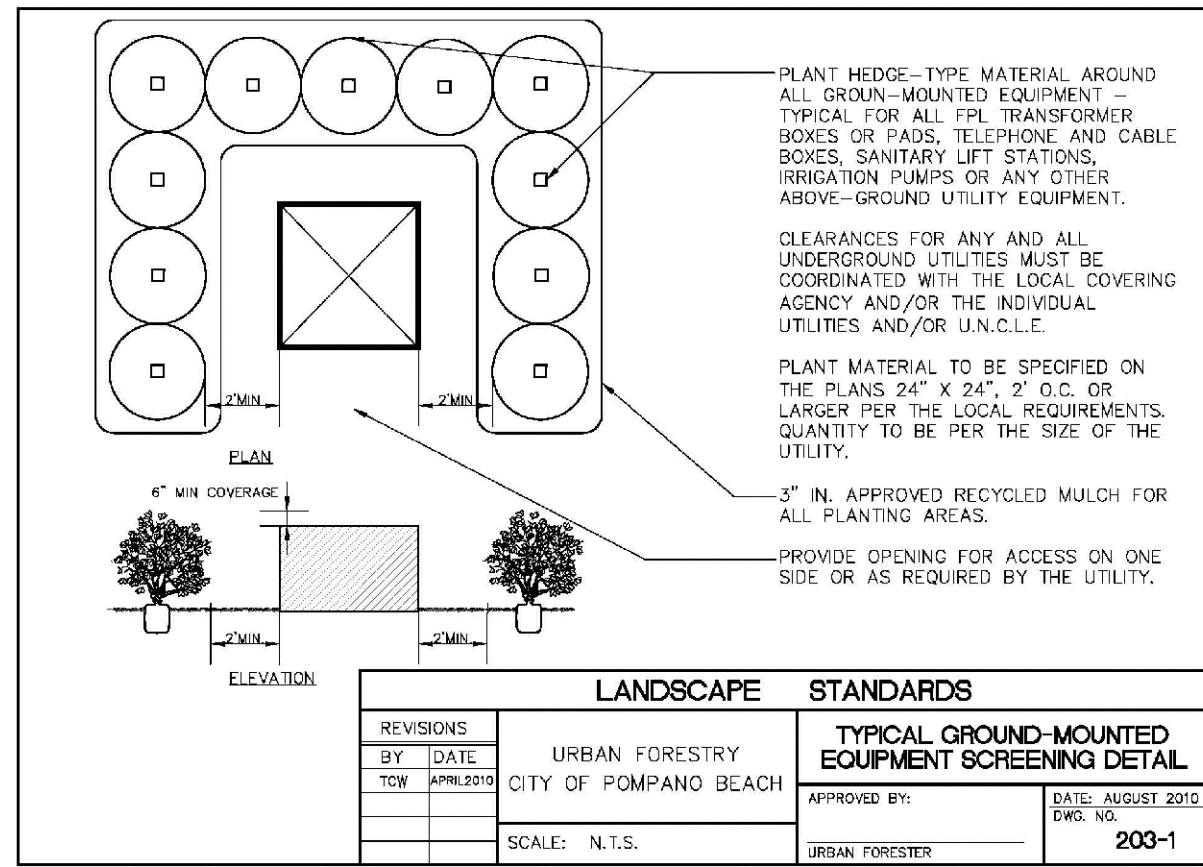 PLANT HEDGE-TYPE MATERIAL AROUND
ALL GROUN-MOUNTED EQUIPMENT -
TYPICAL FOR ALL FPL TRANSFORMER
BOXES OR PADS, TELEPHONE AND CABLE
BOXES, SANITARY LIFT STATIONS,
IRRIGATION PUMPS OR ANY OTHER
ABOVE-GROUND UTILITY EQUIPMENT.
CLEARANCES FOR ANY AND ALL
UNDERGROUND UTILITIES MUST BE
COORDINATED WITH THE LOCAL COVERING
AGENCY AND/OR THE INDIVIDUAL
UTILITIES AND/OR U.N.C.L.E.
PLANT MATERIAL TO BE SPECIFIED ON
THE PLANS 24" X 24", 2' O.C. OR
LARGER PER THE LOCAL REQUIREMENTS.
QUANTITY TO BE PER THE SIZE OF THE
UTILITY.
3" IN. APPROVED RECYCLED MULCH FOR
ALL PLANTING AREAS.
PROVIDE OPENING FOR ACCESS ON ONE
SIDE OR AS REQUIRED BY THE UTILITY.
2'MIN.
2'MIN.
PLAN
6" MIN COVERAGE
2'MIN.
2'MIN.
ELEVATION
LANDSCAPE STANDARDS
REVISIONS
BY DATE
TCW APRIL2010
URBAN FORESTRY
CITY OF POMPANO BEACH
SCALE: N.T.S.
TYPICAL GROUND-MOUNTED
EQUIPMENT SCREENING DETAIL
APPROVED BY:
URBAN FORESTER
DATE: AUGUST 2010
DWG. NO.
203-1